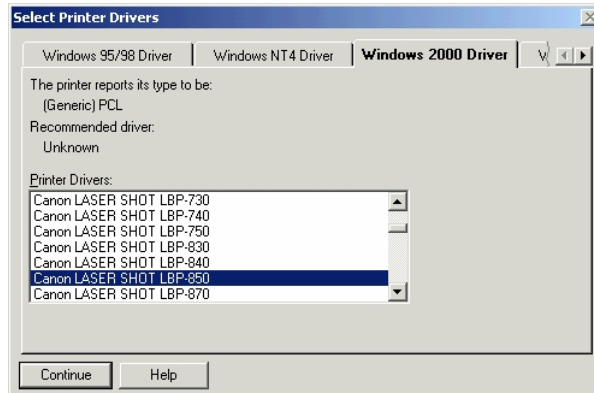 Select Printer Drivers
Windows 95/98 Driver
Windows NT4 Driver
Windows 2000 Driver
The printer reports its type to be:
(Generic) PCL
Recommended driver:
Unknown
Printer Drivers:
Canon LASER SHOT LBP-730
Canon LASER SHOT LBP-740
Canon LASER SHOT LBP-750
Canon LASER SHOT LBP-830
Canon LASER SHOT LBP-840
Canon LASER SHOT LBP-850
Canon LASER SHOT LBP-870
Continue
Help